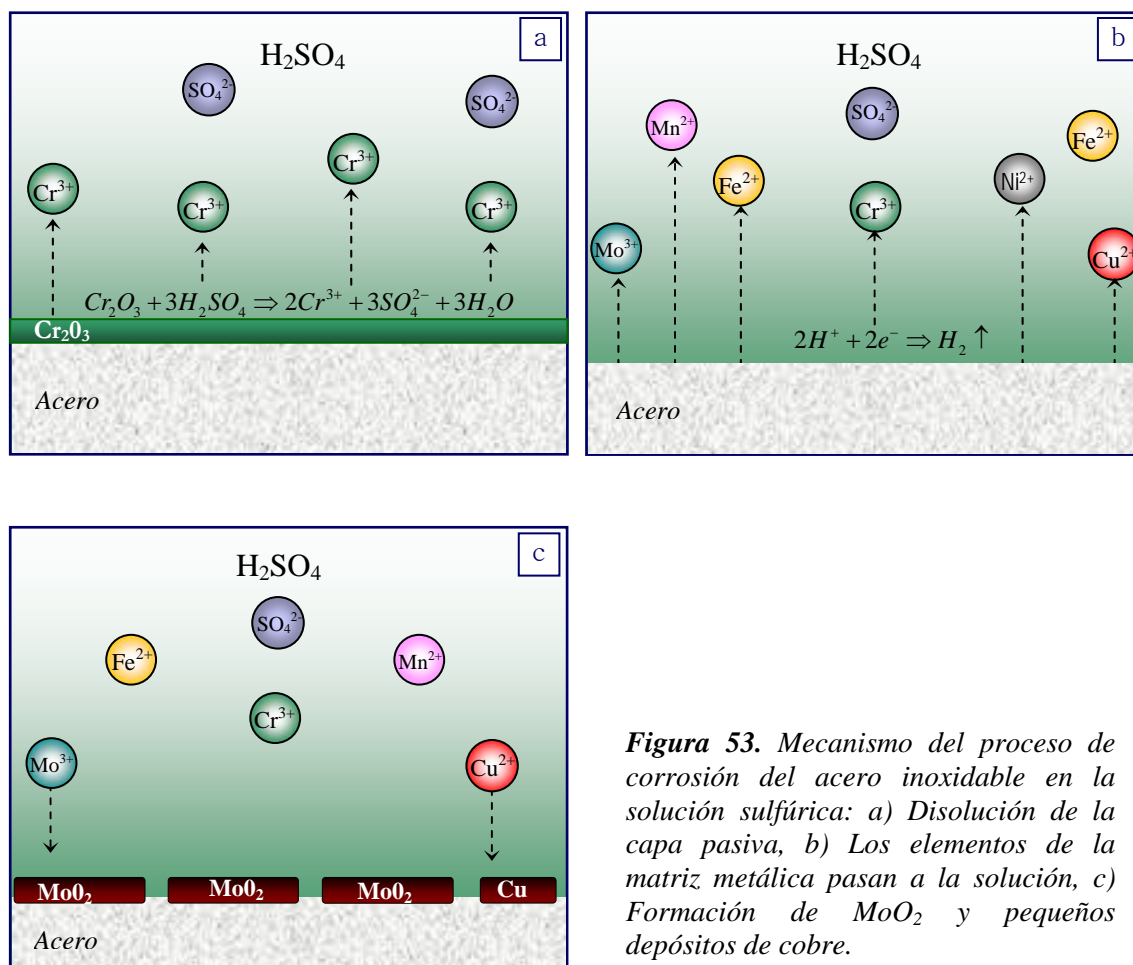 a
H₂SO₄
SO₄²⁻
SO₄²⁻
Cr³⁺
Cr³⁺
Cr³⁺
Cr³⁺
Cr₂O₃ + 3H₂SO₄ ⇒ 2Cr³⁺ + 3SO₄²⁻ + 3H₂O
Cr₂0₃
Acero
b
H₂SO₄
SO₄²⁻
Mn²⁺
Fe²⁺
Fe²⁺
Ni²⁺
Cr³⁺
Mo³⁺
Cu²⁺
2H⁺ + 2e⁻ ⇒ H₂ ↑
Acero
c
H₂SO₄
SO₄²⁻
Fe²⁺
Mn²⁺
Cr³⁺
Mo³⁺
Cu²⁺
Mo0₂
Mo0₂
Mo0₂
Cu
Acero
Figura 53. Mecanismo del proceso de
corrosión del acero inoxidable en la
solución sulfúrica: a) Disolución de la
capa pasiva, b) Los elementos de la
matriz metálica pasan a la solución, c)
Formación de MoO₂ y pequeños
depósitos de cobre.